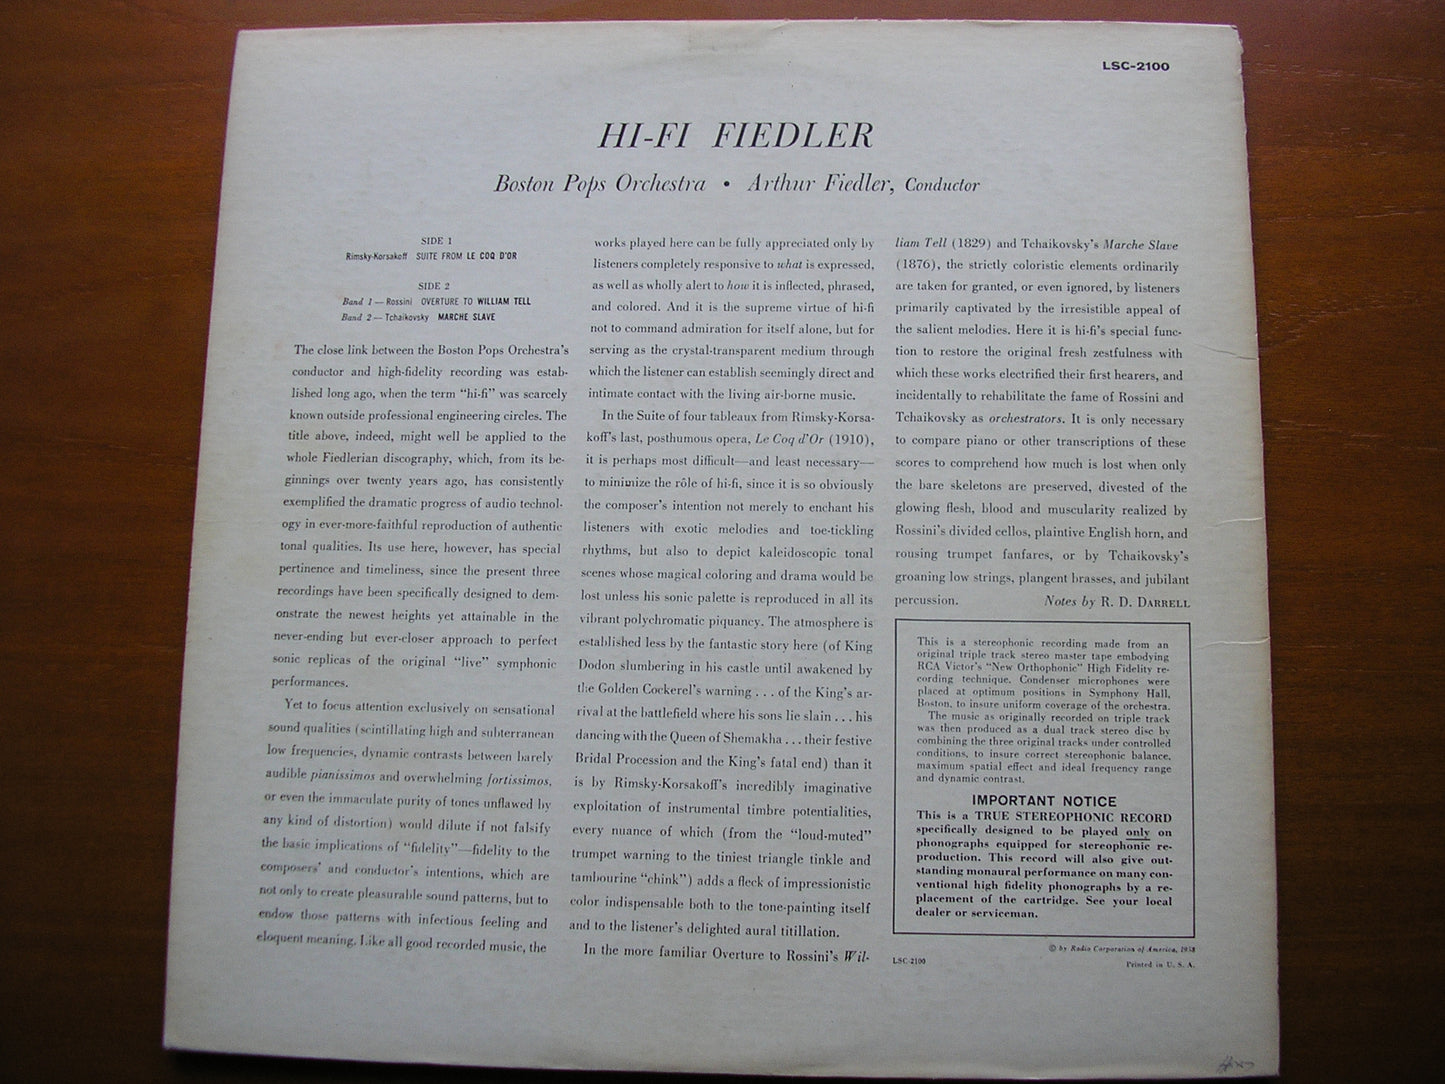 LSC-2100
HI-FI FIEDLER
Boston Pops Orchestra • Arthur Fiedler, Conductor
SIDE 1
Rimsky-Korsakoff SUITE FROM LE COQ D'OR
SIDE 2
Band 1—Rossini OVERTURE TO WILLIAM TELL
Band 2—Tchaikovsky MARCHE SLAVE
The close link between the Boston Pops Orchestra's
conductor and high-fidelity recording was estab-
lished long ago, when the term “hi-fi” was scarcely
known outside professional engineering circles. The
title above, indeed, might well be applied to the
whole Fiedlerian discography, which, from its be-
ginnings over twenty years ago, has consistently
exemplified the dramatic progress of audio technol-
ogy in ever-more-faithful reproduction of authentic
tonal qualities. Its use here, however, has special
pertinence and timeliness, since the present three
recordings have been specifically designed to dem-
onstrate the newest heights yet attainable in the
never-ending but ever-closer approach to perfect
sonic replicas of the original “live” symphonic
performances.
Yet to focus attention exclusively on sensational
sound qualities (scintillating high and subterranean
low frequencies, dynamic contrasts between barely
audible pianissimos and overwhelming fortissimos,
or even the immaculate purity of tones unflawed by
any kind of distortion) would dilute if not falsify
the basic implications of “fidelity”—fidelity to the
composers' and conductor's intentions, which are
not only to create pleasurable sound patterns, but to
endow those patterns with infectious feeling and
eloquent meaning. Like all good recorded music, the
works played here can be fully appreciated only by
listeners completely responsive to what is expressed,
as well as wholly alert to how it is inflected, phrased,
and colored. And it is the supreme virtue of hi-fi
not to command admiration for itself alone, but for
serving as the crystal-transparent medium through
which the listener can establish seemingly direct and
intimate contact with the living air-borne music.
In the Suite of four tableaux from Rimsky-Korsa-
koff's last, posthumous opera, Le Coq d'Or (1910),
it is perhaps most difficult—and least necessary—
to minimize the rôle of hi-fi, since it is so obviously
the composer's intention not merely to enchant his
listeners with exotic melodies and toe-tickling
rhythms, but also to depict kaleidoscopic tonal
scenes whose magical coloring and drama would be
lost unless his sonic palette is reproduced in all its
vibrant polychromatic piquancy. The atmosphere is
established less by the fantastic story here (of King
Dodon slumbering in his castle until awakened by
the Golden Cockerel's warning . . . of the King's ar-
rival at the battlefield where his sons lie slain . . . his
dancing with the Queen of Shemakha . . . their festive
Bridal Procession and the King's fatal end) than it
is by Rimsky-Korsakoff's incredibly imaginative
exploitation of instrumental timbre potentialities,
every nuance of which (from the “loud-muted”
trumpet warning to the tiniest triangle tinkle and
tambourine “chink”) adds a fleck of impressionistic
color indispensable both to the tone-painting itself
and to the listener's delighted aural titillation.
In the more familiar Overture to Rossini's Wil-
liam Tell (1829) and Tchaikovsky's Marche Slave
(1876), the strictly coloristic elements ordinarily
are taken for granted, or even ignored, by listeners
primarily captivated by the irresistible appeal of
the salient melodies. Here it is hi-fi's special func-
tion to restore the original fresh zestfulness with
which these works electrified their first hearers, and
incidentally to rehabilitate the fame of Rossini and
Tchaikovsky as orchestrators. It is only necessary
to compare piano or other transcriptions of these
scores to comprehend how much is lost when only
the bare skeletons are preserved, divested of the
glowing flesh, blood and muscularity realized by
Rossini's divided cellos, plaintive English horn, and
rousing trumpet fanfares, or by Tchaikovsky's
groaning low strings, plangent brasses, and jubilant
percussion. Notes by R. D. DARRELL
This is a stereophonic recording made from an
original triple track stereo master tape embodying
RCA Victor's “New Orthophonic” High Fidelity re-
cording technique. Condenser microphones were
placed at optimum positions in Symphony Hall,
Boston, to insure uniform coverage of the orchestra.
The music as originally recorded on triple track
was then produced as a dual track stereo disc by
combining the three original tracks under controlled
conditions, to insure correct stereophonic balance,
maximum spatial effect and ideal frequency range
and dynamic contrast.
IMPORTANT NOTICE
This is a TRUE STEREOPHONIC RECORD
specifically designed to be played only on
phonographs equipped for stereophonic re-
production. This record will also give out-
standing monaural performance on many con-
ventional high fidelity phonographs by a re-
placement of the cartridge. See your local
dealer or serviceman.
© by Radio Corporation of America, 1958
LSC-2100
Printed in U. S. A.